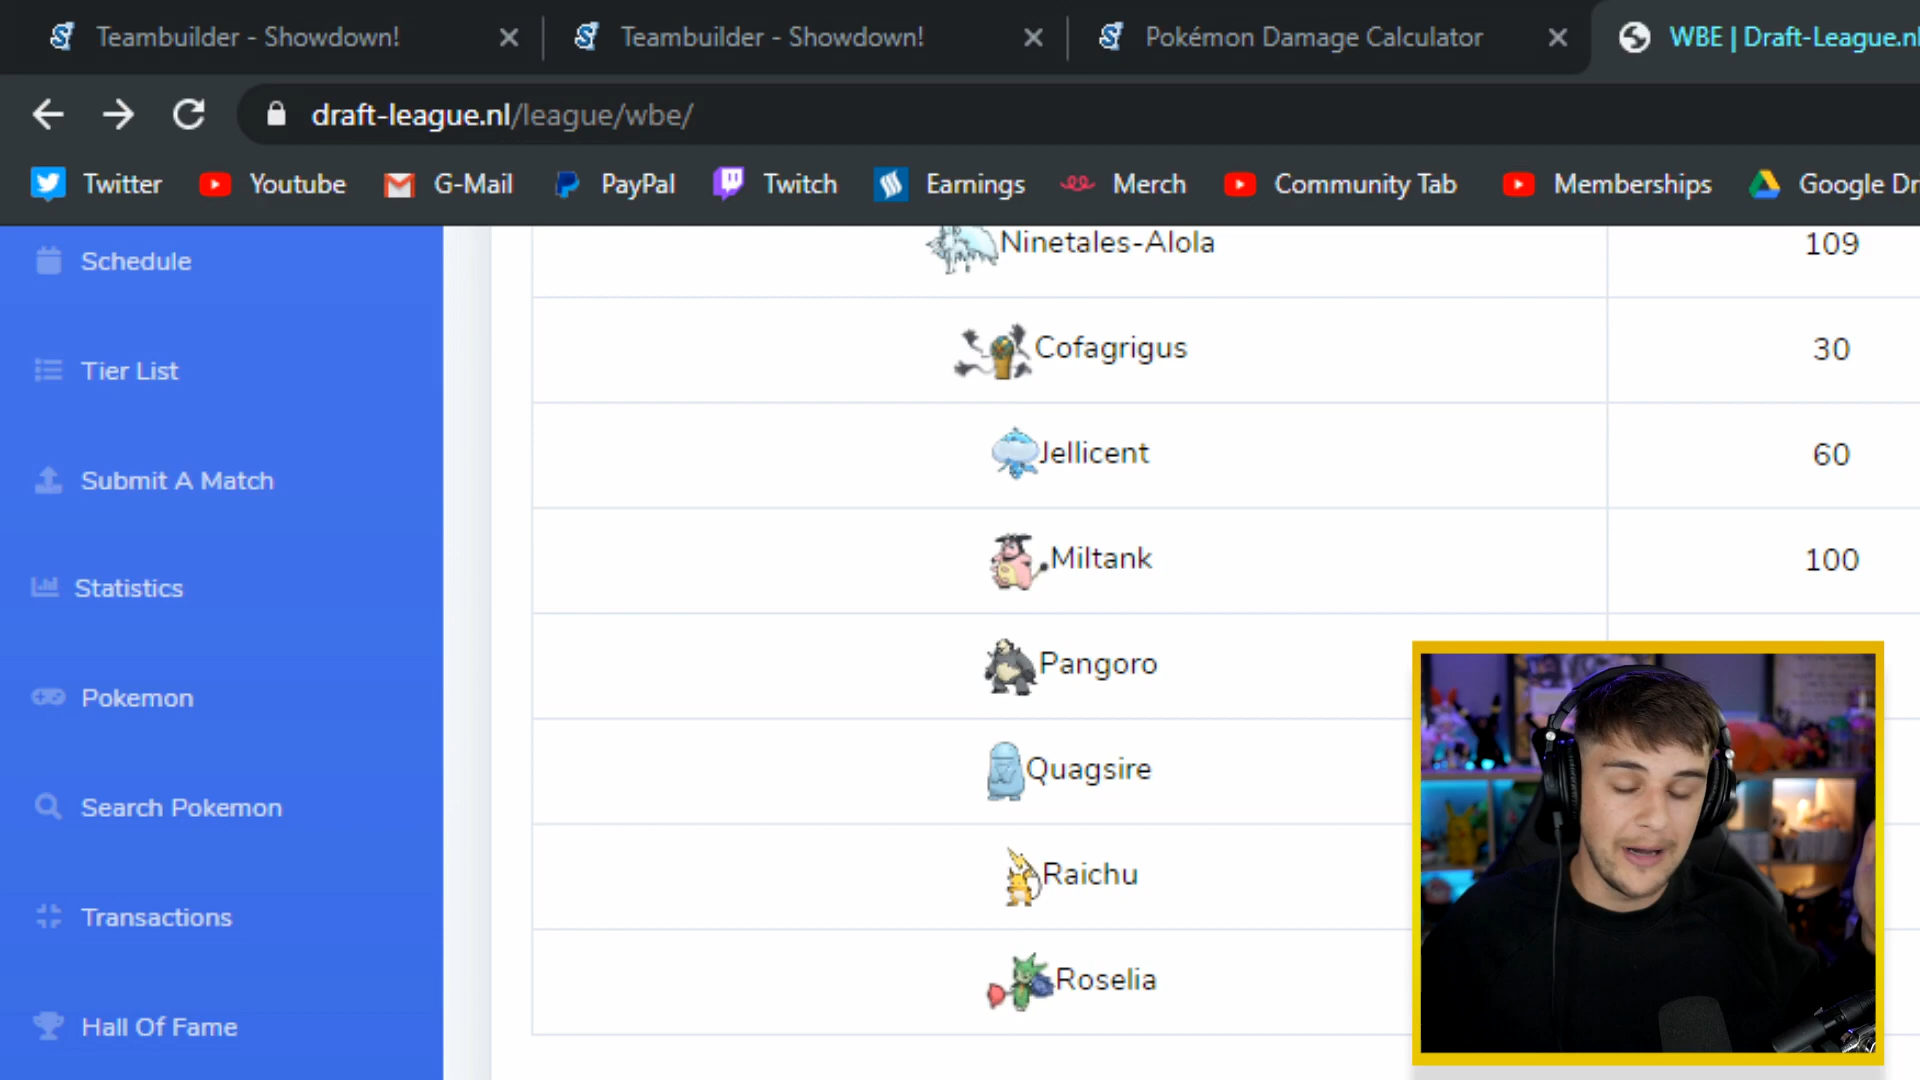 Teambuilder - Showdown!
Teambuilder - Showdown!
Pokémon Damage Calculator
WBE | Draft-League.nl
draft-league.nl/league/wbe/
Twitter
Youtube
G-Mail
PayPal
Twitch
Earnings
Merch
Community Tab
Memberships
Google Dr
Schedule
Tier List
Submit A Match
Statistics
Pokemon
Search Pokemon
Transactions
Hall Of Fame
Ninetales-Alola 109
Cofagrigus 30
Jellicent 60
Miltank 100
Pangoro
Quagsire
Raichu
Roselia